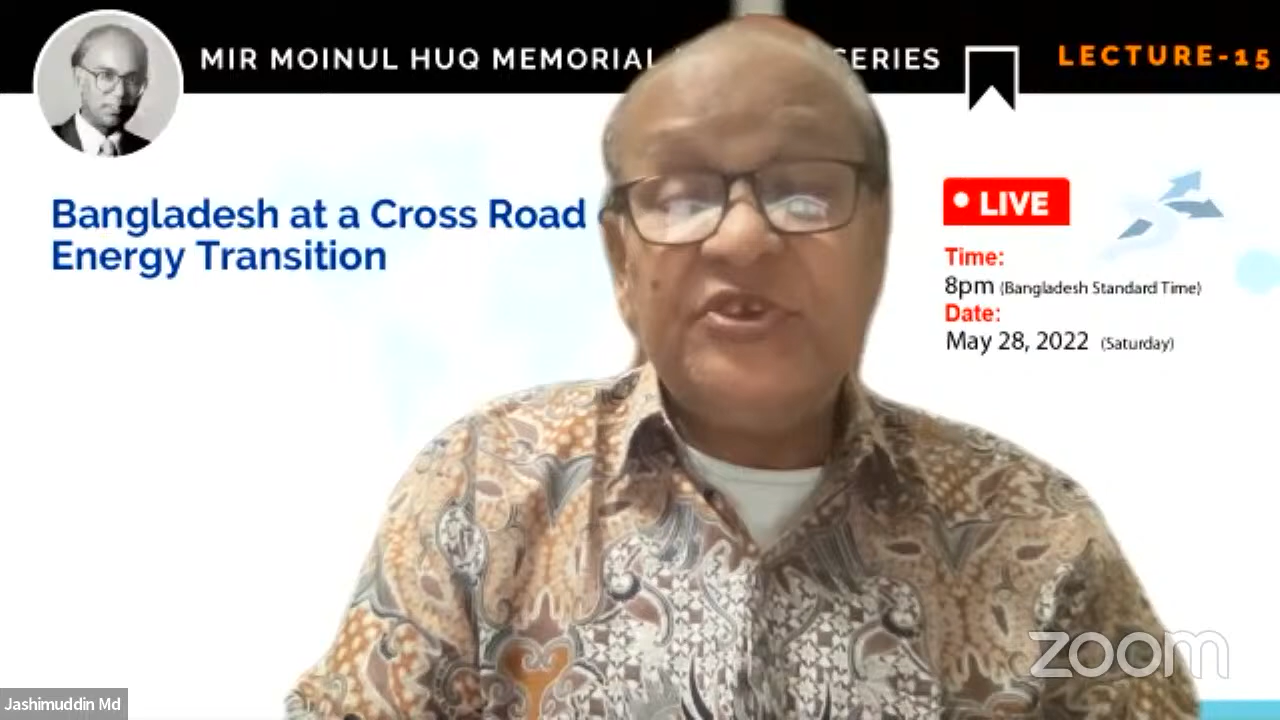 MIR MOINUL HUQ MEMORIAL
LECTURE-15
Bangladesh at a Cross Road
Energy Transition
LIVE
Time:
8pm (Bangladesh Standard Time)
Date:
May 28, 2022 (Saturday)
zoom
Jashimuddin Md